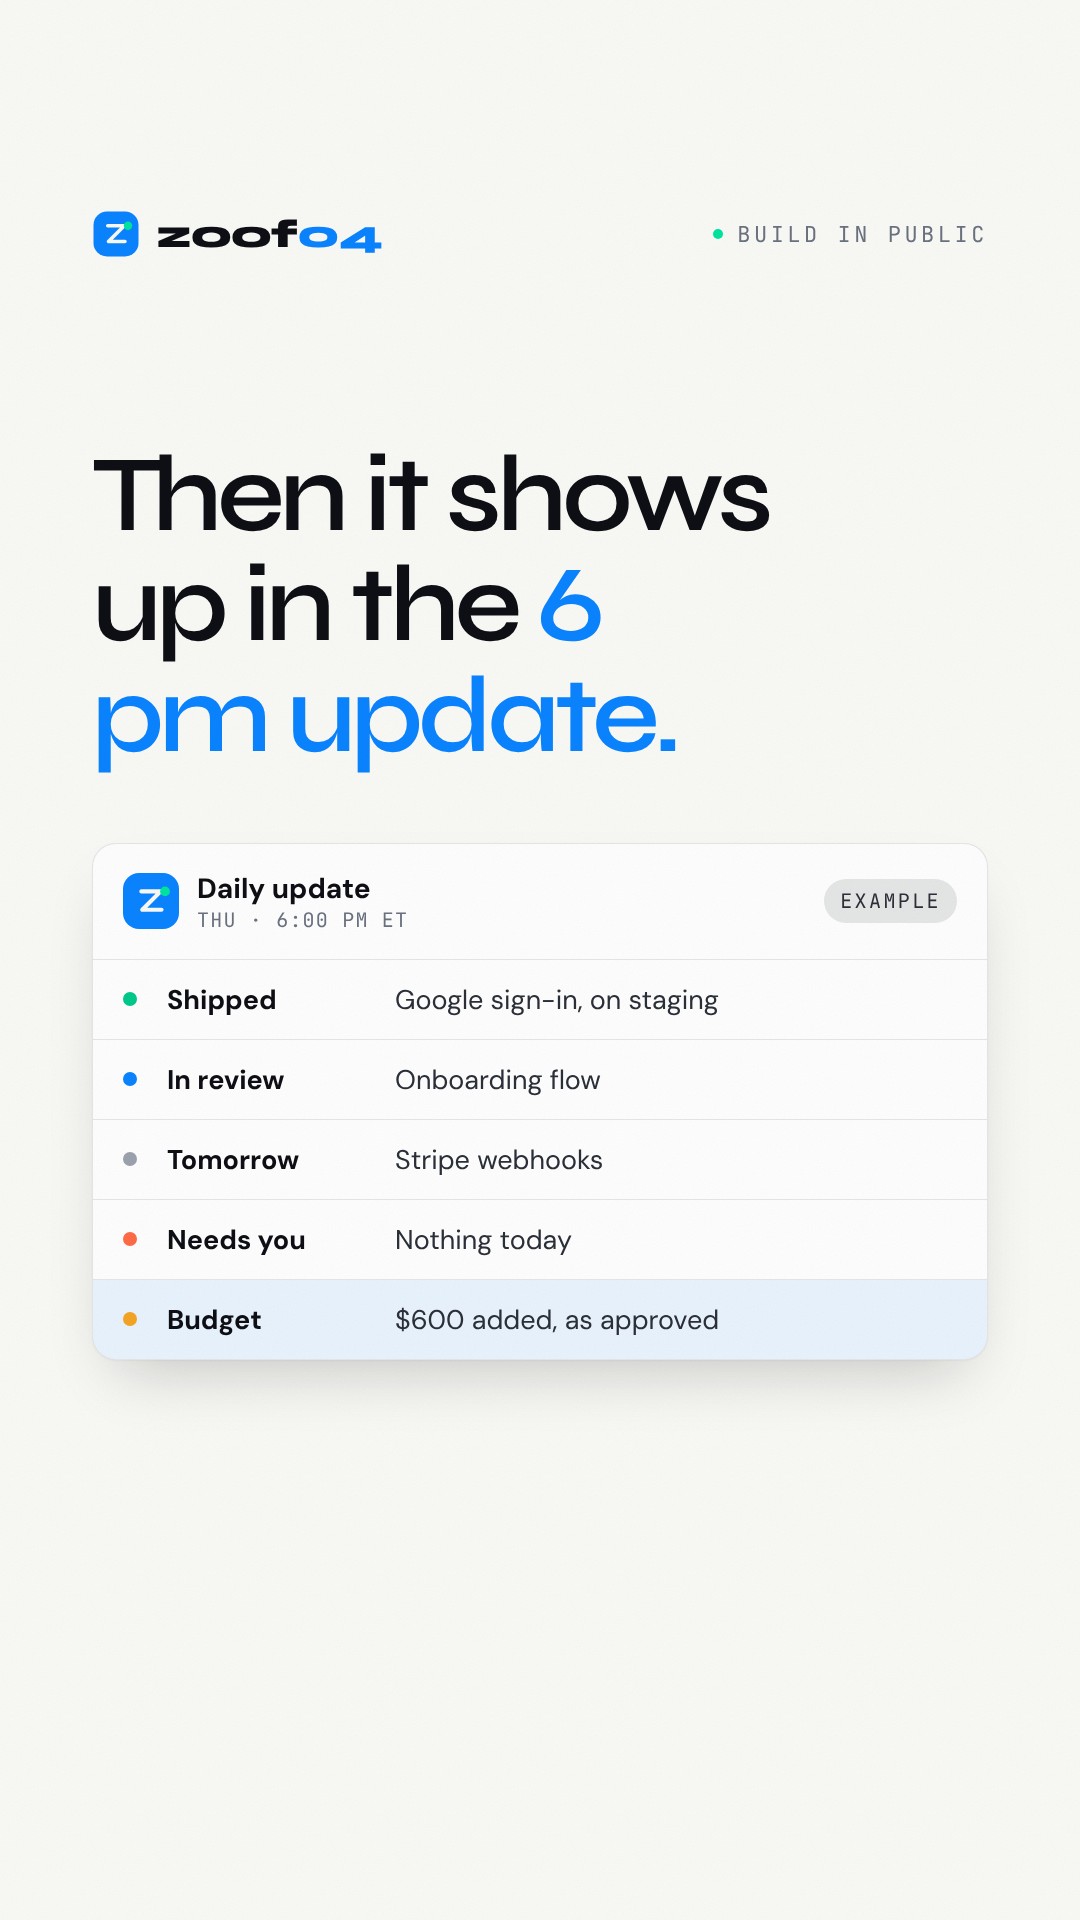 zoof04
BUILD IN PUBLIC
Then it shows
up in the 6
pm update.
Daily update
THU · 6:00 PM ET
EXAMPLE
Shipped Google sign-in, on staging
In review Onboarding flow
Tomorrow Stripe webhooks
Needs you Nothing today
Budget $600 added, as approved